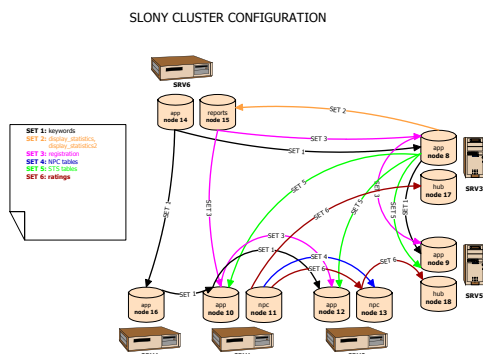 SLONY CLUSTER CONFIGURATION
SRV6
app
node 14
reports
node 15
SET 2
SET 3
SET 1
app
node 8
SRV3
hub
node 17
SET 1: keywords
SET 2: display_statistics,
display_statistics2
SET 3: registration
SET 4: NPC tables
SET 5: STS tables
SET 6: ratings
SET 5
SET 6
SET 5
SET 3
SET 1
SET 5
SET 1
SET 3
SET 3
SET 1
SET 4
SET 6
SET 6
SET 1
app
node 9
SRV5
hub
node 18
app
node 16
app
node 10
npc
node 11
app
node 12
npc
node 13